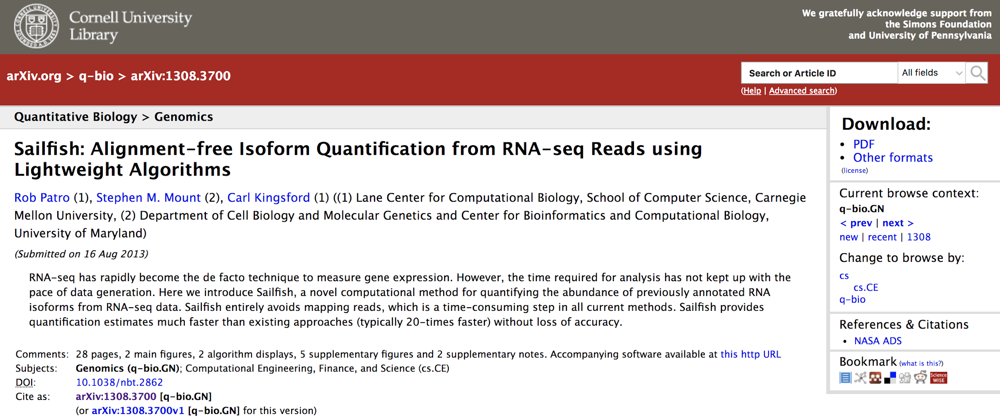 Cornell University
Library
We gratefully acknowledge support from
the Simons Foundation
and University of Pennsylvania
arXiv.org > q-bio > arXiv:1308.3700
Search or Article ID
All fields
(Help | Advanced search)
Quantitative Biology > Genomics
Sailfish: Alignment-free Isoform Quantification from RNA-seq Reads using
Lightweight Algorithms
Rob Patro (1), Stephen M. Mount (2), Carl Kingsford (1) ((1) Lane Center for Computational Biology, School of Computer Science, Carnegie
Mellon University, (2) Department of Cell Biology and Molecular Genetics and Center for Bioinformatics and Computational Biology,
University of Maryland)
(Submitted on 16 Aug 2013)
RNA-seq has rapidly become the de facto technique to measure gene expression. However, the time required for analysis has not kept up with the
pace of data generation. Here we introduce Sailfish, a novel computational method for quantifying the abundance of previously annotated RNA
isoforms from RNA-seq data. Sailfish entirely avoids mapping reads, which is a time-consuming step in all current methods. Sailfish provides
quantification estimates much faster than existing approaches (typically 20-times faster) without loss of accuracy.
Comments: 28 pages, 2 main figures, 2 algorithm displays, 5 supplementary figures and 2 supplementary notes. Accompanying software available at this http URL
Subjects: Genomics (q-bio.GN); Computational Engineering, Finance, and Science (cs.CE)
DOI: 10.1038/nbt.2862
Cite as: arXiv:1308.3700 [q-bio.GN]
(or arXiv:1308.3700v1 [q-bio.GN] for this version)
Download:
• PDF
• Other formats
(license)
Current browse context:
q-bio.GN
< prev | next >
new | recent | 1308
Change to browse by:
cs
cs.CE
q-bio
References & Citations
• NASA ADS
Bookmark (what is this?)
Science
WISE